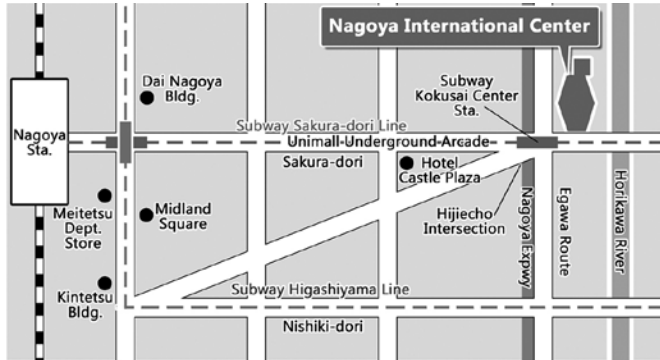 Nagoya International Center
Dai Nagoya
Bldg.
Subway
Kokusai Center
Sta.
Nagoya
Sta.
Subway Sakura-dori Line
Unimall Underground Arcade
Sakura-dori
Hotel
Castle Plaza
Meitetsu
Dept.
Store
Midland
Square
Hijiecho
Intersection
Nagoya Expwy
Egawa Route
Horikawa River
Kintetsu
Bldg.
Subway Higashiyama Line
Nishiki-dori